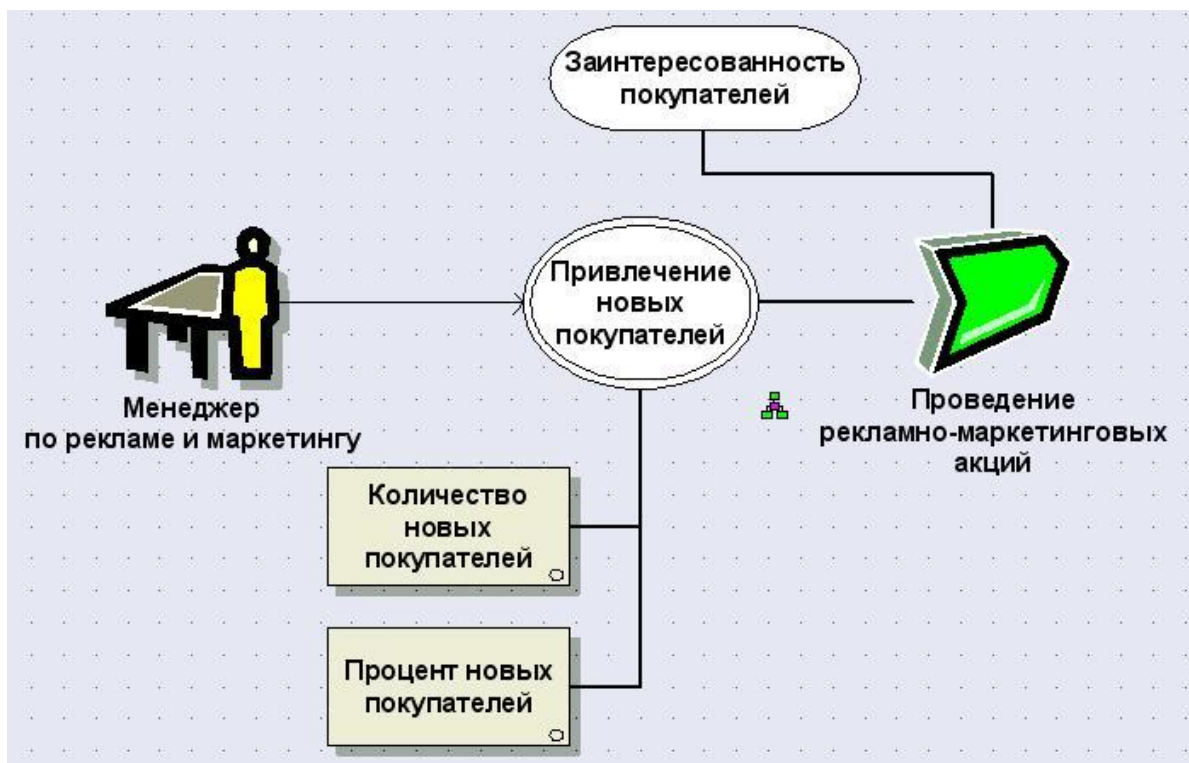 Заинтересованность
покупателей
Привлечение
новых
покупателей
Менеджер
по рекламе и маркетингу
Проведение
рекламно-маркетинговых
акций
Количество
новых
покупателей
Процент новых
покупателей